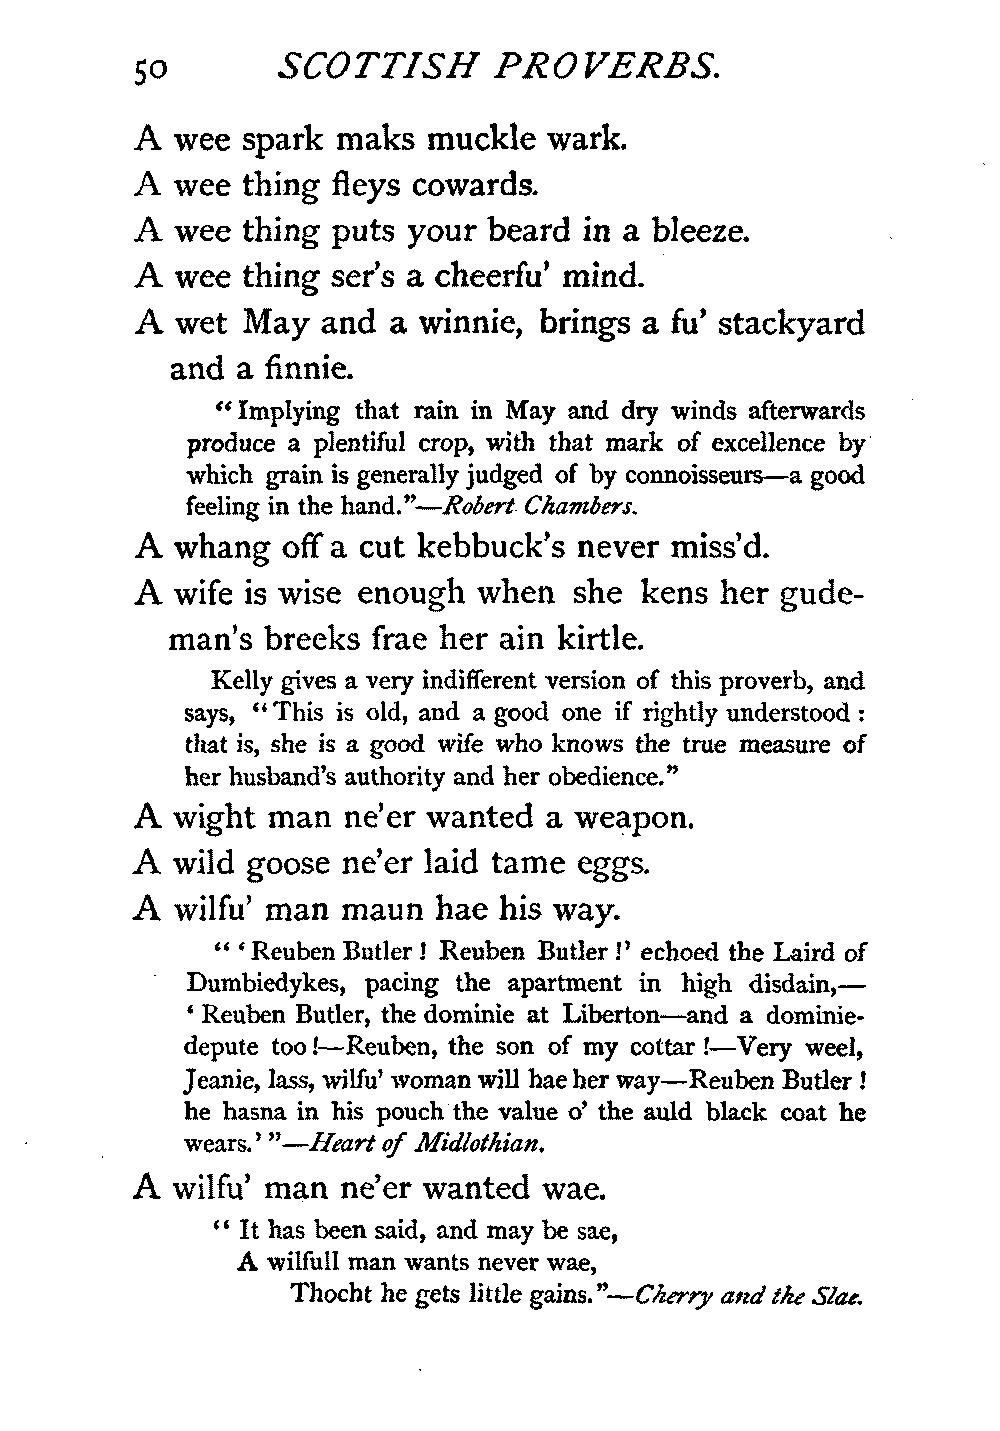 50 SCOTTISH PROVERBS.
A wee spark maks muckle wark.
A wee thing fleys cowards.
A wee thing puts your beard in a bleeze.
A wee thing ser's a cheerfu' mind.
A wet May and a winnie, brings a fu' stackyard
and a finnie.
"Implying that rain in May and dry winds afterwards
produce a plentiful crop, with that mark of excellence by
which grain is generally judged of by connoisseurs—a good
feeling in the hand."—Robert Chambers.
A whang off a cut kebbuck's never miss'd.
A wife is wise enough when she kens her gude-
man's breeks frae her ain kirtle.
Kelly gives a very indifferent version of this proverb, and
says, "This is old, and a good one if rightly understood :
that is, she is a good wife who knows the true measure of
her husband's authority and her obedience."
A wight man ne'er wanted a weapon.
A wild goose ne'er laid tame eggs.
A wilfu' man maun hae his way.
"'Reuben Butler ! Reuben Butler !' echoed the Laird of
Dumbiedykes, pacing the apartment in high disdain,—
'Reuben Butler, the dominie at Liberton—and a dominie-
depute too !—Reuben, the son of my cottar !—Very weel,
Jeanie, lass, wilfu' woman will hae her way—Reuben Butler !
he hasna in his pouch the value o' the auld black coat he
wears.'"—Heart of Midlothian.
A wilfu' man ne'er wanted wae.
"It has been said, and may be sae,
A wilfull man wants never wae,
Thocht he gets little gains."—Cherry and the Slae.